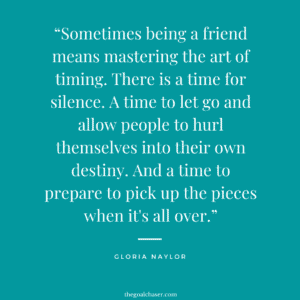 “Sometimes being a friend
means mastering the art of
timing. There is a time for
silence. A time to let go and
allow people to hurl
themselves into their own
destiny. And a time to
prepare to pick up the pieces
when it's all over.”
GLORIA NAYLOR
thegoalchaser.com